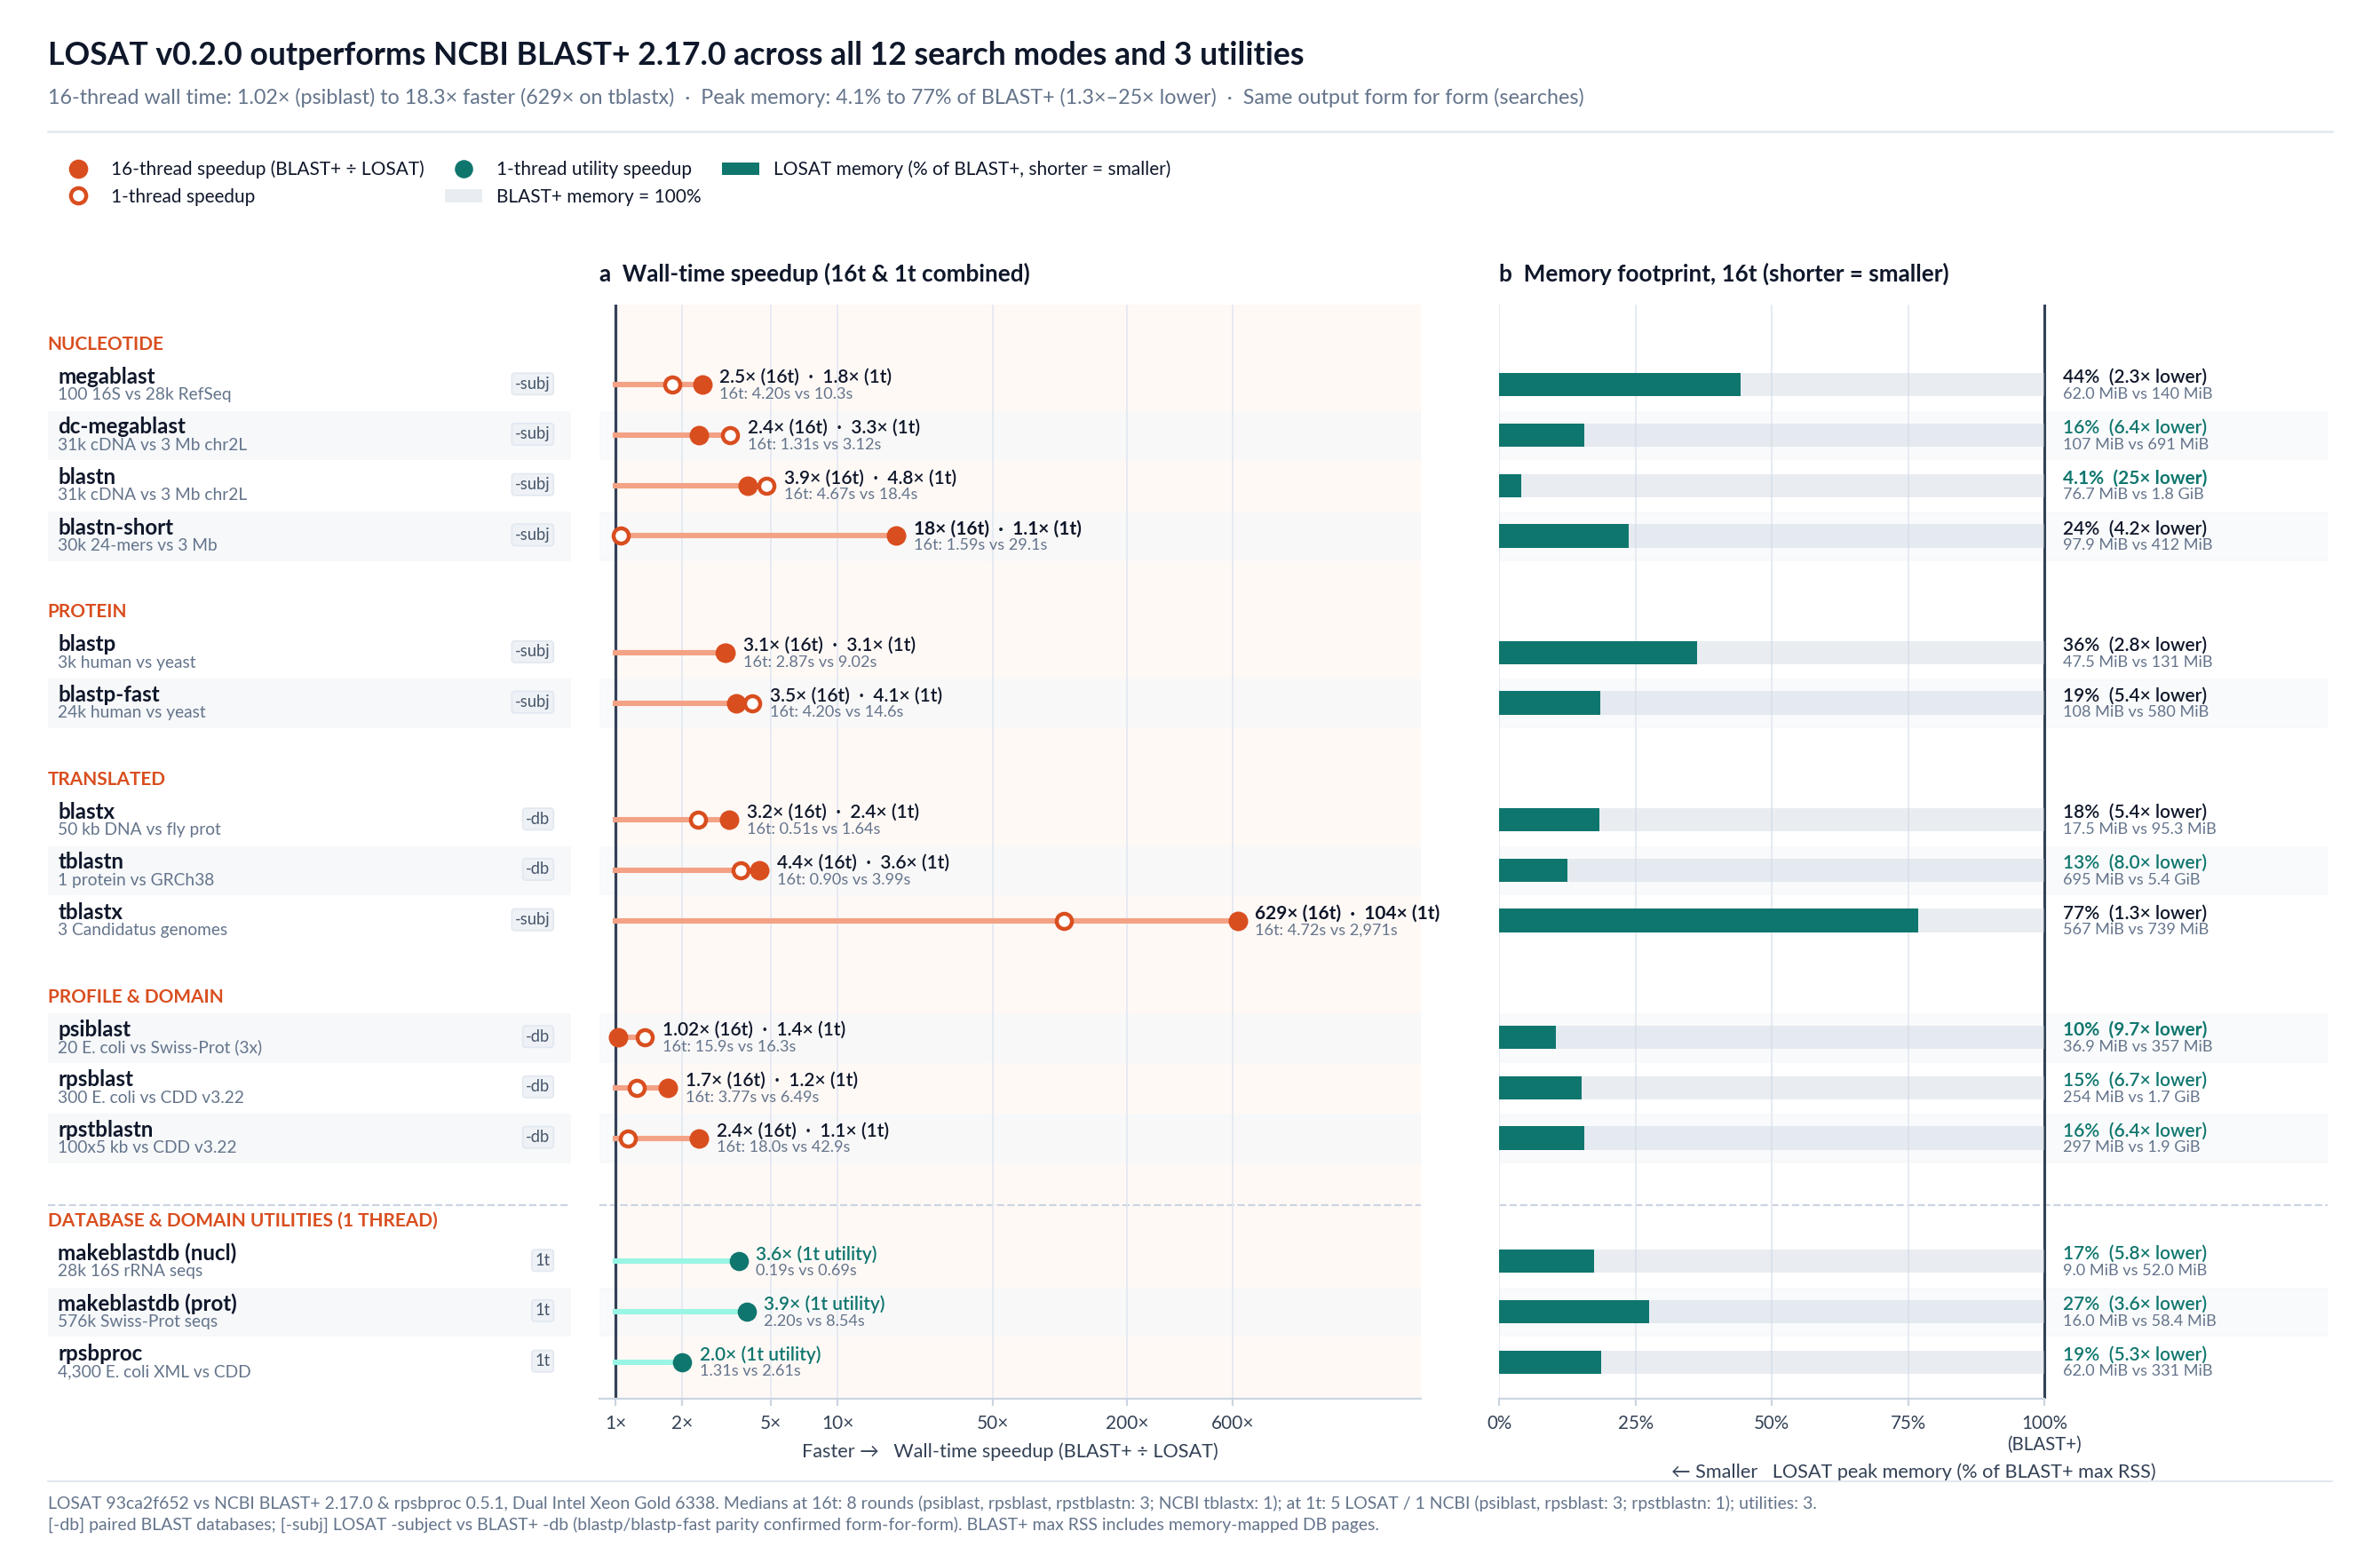 LOSAT v0.2.0 outperforms NCBI BLAST+ 2.17.0 across all 12 search modes and 3 utilities
16-thread wall time: 1.02× (psiblast) to 18.3× faster (629× on tblastx) · Peak memory: 4.1% to 77% of BLAST+ (1.3×–25× lower) · Same output form for form (searches)
16-thread speedup (BLAST+ ÷ LOSAT)
1-thread utility speedup
LOSAT memory (% of BLAST+, shorter = smaller)
1-thread speedup
BLAST+ memory = 100%
a Wall-time speedup (16t & 1t combined)
b Memory footprint, 16t (shorter = smaller)
NUCLEOTIDE
megablast
100 16S vs 28k RefSeq
-subj
2.5× (16t) · 1.8× (1t)
16t: 4.20s vs 10.3s
44% (2.3× lower)
62.0 MiB vs 140 MiB
dc-megablast
31k cDNA vs 3 Mb chr2L
-subj
2.4× (16t) · 3.3× (1t)
16t: 1.31s vs 3.12s
16% (6.4× lower)
107 MiB vs 691 MiB
blastn
31k cDNA vs 3 Mb chr2L
-subj
3.9× (16t) · 4.8× (1t)
16t: 4.67s vs 18.4s
4.1% (25× lower)
76.7 MiB vs 1.8 GiB
blastn-short
30k 24-mers vs 3 Mb
-subj
18× (16t) · 1.1× (1t)
16t: 1.59s vs 29.1s
24% (4.2× lower)
97.9 MiB vs 412 MiB
PROTEIN
blastp
3k human vs yeast
-subj
3.1× (16t) · 3.1× (1t)
16t: 2.87s vs 9.02s
36% (2.8× lower)
47.5 MiB vs 131 MiB
blastp-fast
24k human vs yeast
-subj
3.5× (16t) · 4.1× (1t)
16t: 4.20s vs 14.6s
19% (5.4× lower)
108 MiB vs 580 MiB
TRANSLATED
blastx
50 kb DNA vs fly prot
-db
3.2× (16t) · 2.4× (1t)
16t: 0.51s vs 1.64s
18% (5.4× lower)
17.5 MiB vs 95.3 MiB
tblastn
1 protein vs GRCh38
-db
4.4× (16t) · 3.6× (1t)
16t: 0.90s vs 3.99s
13% (8.0× lower)
695 MiB vs 5.4 GiB
tblastx
3 Candidatus genomes
-subj
629× (16t) · 104× (1t)
16t: 4.72s vs 2,971s
77% (1.3× lower)
567 MiB vs 739 MiB
PROFILE & DOMAIN
psiblast
20 E. coli vs Swiss-Prot (3x)
-db
1.02× (16t) · 1.4× (1t)
16t: 15.9s vs 16.3s
10% (9.7× lower)
36.9 MiB vs 357 MiB
rpsblast
300 E. coli vs CDD v3.22
-db
1.7× (16t) · 1.2× (1t)
16t: 3.77s vs 6.49s
15% (6.7× lower)
254 MiB vs 1.7 GiB
rpstblastn
100x5 kb vs CDD v3.22
-db
2.4× (16t) · 1.1× (1t)
16t: 18.0s vs 42.9s
16% (6.4× lower)
297 MiB vs 1.9 GiB
DATABASE & DOMAIN UTILITIES (1 THREAD)
makeblastdb (nucl)
28k 16S rRNA seqs
1t
3.6× (1t utility)
0.19s vs 0.69s
17% (5.8× lower)
9.0 MiB vs 52.0 MiB
makeblastdb (prot)
576k Swiss-Prot seqs
1t
3.9× (1t utility)
2.20s vs 8.54s
27% (3.6× lower)
16.0 MiB vs 58.4 MiB
rpsbproc
4,300 E. coli XML vs CDD
1t
2.0× (1t utility)
1.31s vs 2.61s
19% (5.3× lower)
62.0 MiB vs 331 MiB
1× 2× 5× 10× 50× 200× 600×
Faster → Wall-time speedup (BLAST+ ÷ LOSAT)
0% 25% 50% 75% 100%
(BLAST+)
← Smaller LOSAT peak memory (% of BLAST+ max RSS)
LOSAT 93ca2f652 vs NCBI BLAST+ 2.17.0 & rpsbproc 0.5.1, Dual Intel Xeon Gold 6338. Medians at 16t: 8 rounds (psiblast, rpsblast, rpstblastn: 3; NCBI tblastx: 1); at 1t: 5 LOSAT / 1 NCBI (psiblast, rpsblast: 3; rpstblastn: 1); utilities: 3.
[-db] paired BLAST databases; [-subj] LOSAT -subject vs BLAST+ -db (blastp/blastp-fast parity confirmed form-for-form). BLAST+ max RSS includes memory-mapped DB pages.